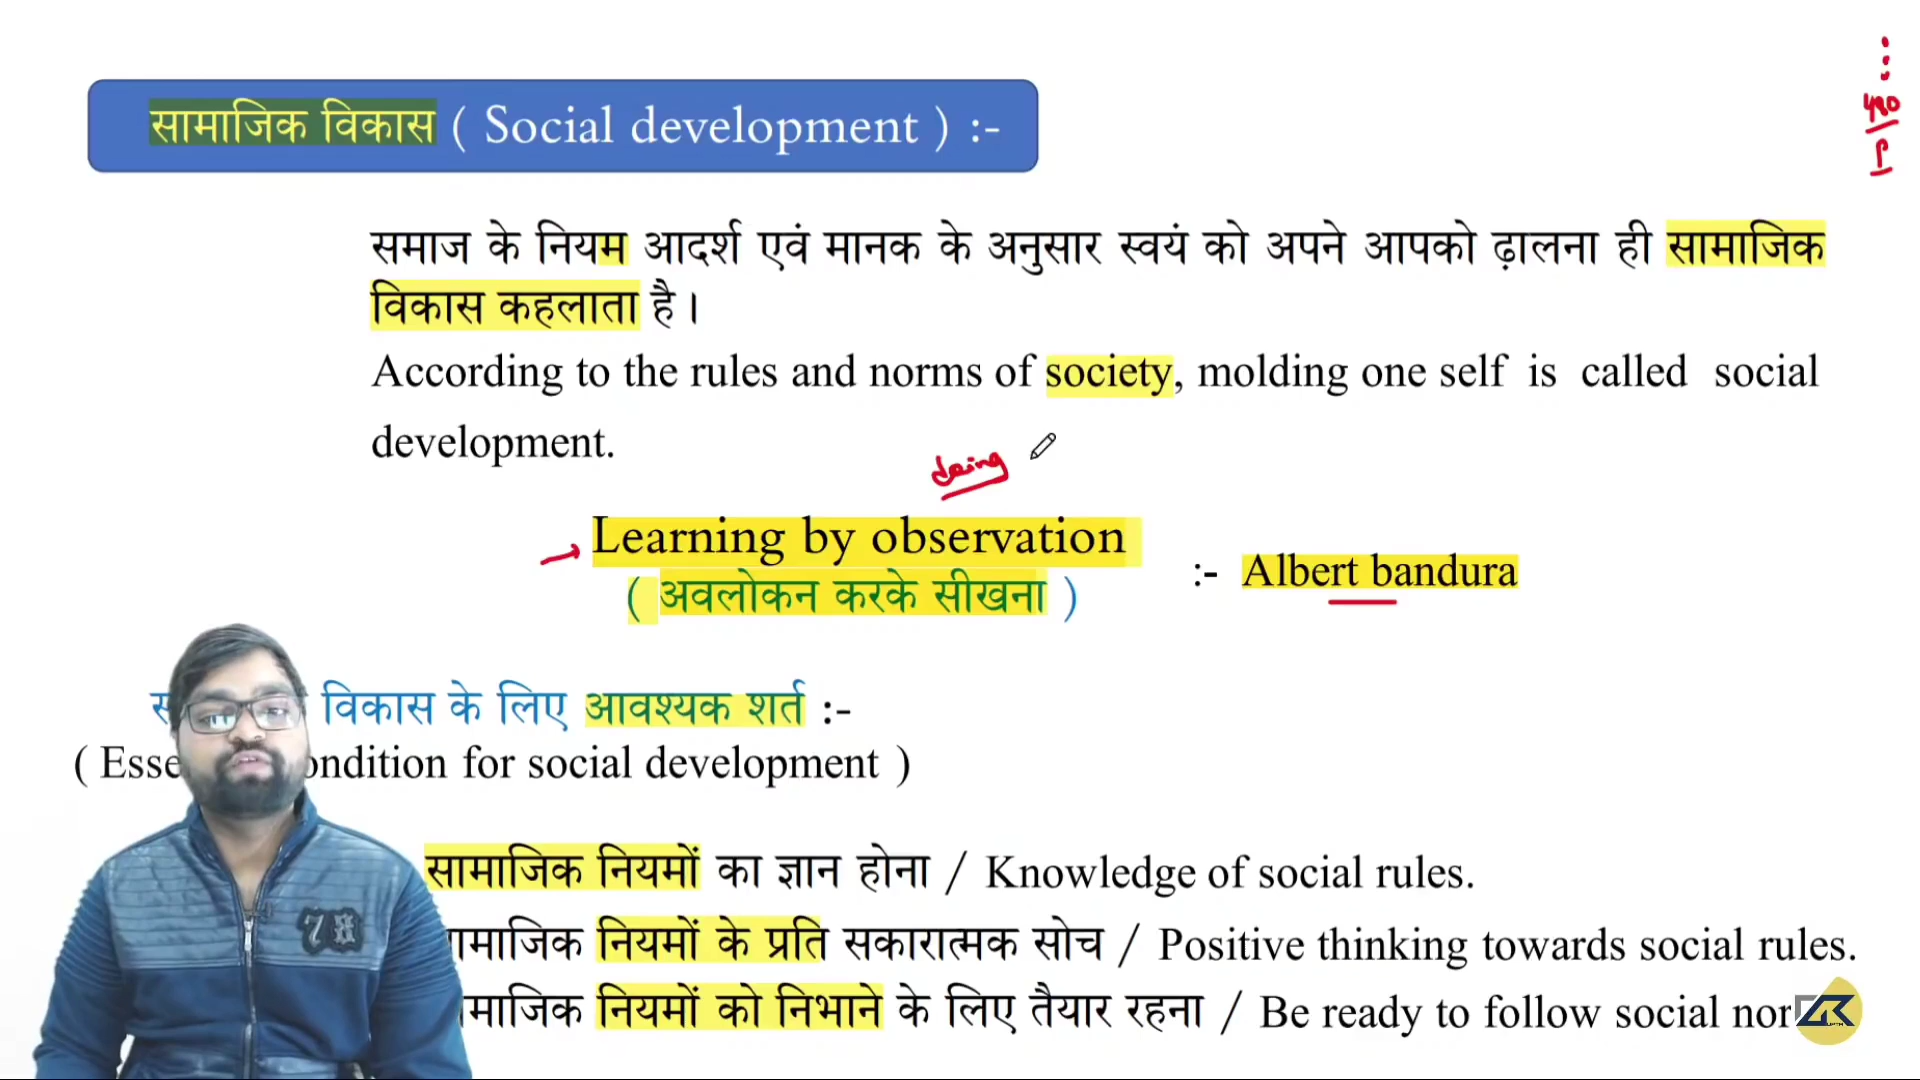 सामाजिक विकास ( Social development ) :-
समाज के नियम आदर्श एवं मानक के अनुसार स्वयं को अपने आपको ढ़ालना ही सामाजिक
विकास कहलाता है।
According to the rules and norms of society, molding one self is called social
development.
doing
Learning by observation
( अवलोकन करके सीखना )
:- Albert bandura
विकास के लिए आवश्यक शर्त :-
( for social development )
सामाजिक नियमों का ज्ञान होना / Knowledge of social rules.
नियमों के प्रति सकारात्मक सोच / Positive thinking towards social rules.
नियमों को निभाने के लिए तैयार रहना / Be ready to follow social
78